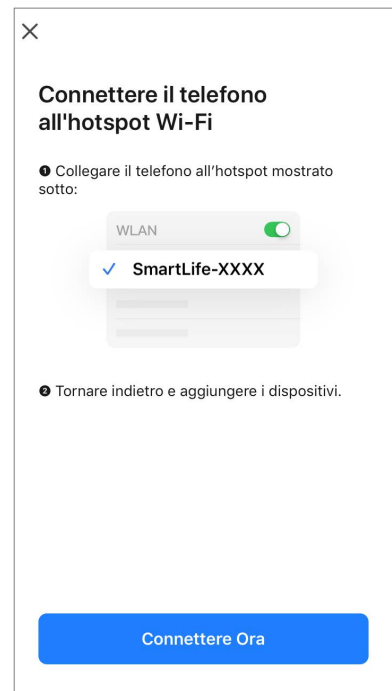 Connettere il telefono
all'hotspot Wi-Fi
❶ Collegare il telefono all’hotspot mostrato
sotto:
WLAN
SmartLife-XXXX
❷ Tornare indietro e aggiungere i dispositivi.
Connettere Ora